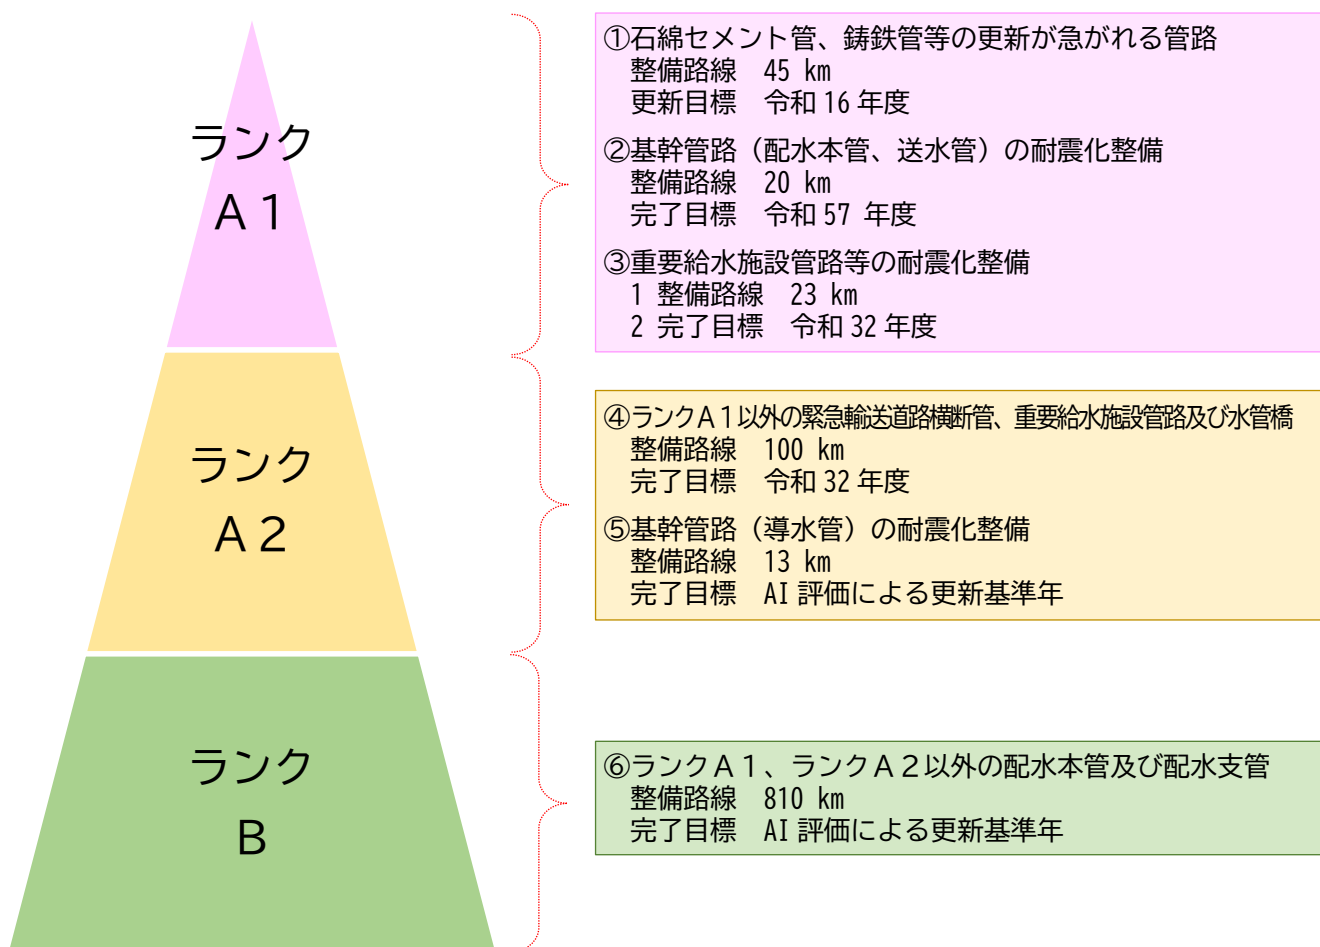 ランク
A1
①石綿セメント管、鋳鉄管等の更新が急がれる管路
整備路線 45 km
更新目標 令和 16 年度
②基幹管路（配水本管、送水管）の耐震化整備
整備路線 20 km
完了目標 令和 57 年度
③重要給水施設管路等の耐震化整備
1 整備路線 23 km
2 完了目標 令和 32 年度
ランク
A2
④ランクA1以外の緊急輸送道路横断管、重要給水施設管路及び水管橋
整備路線 100 km
完了目標 令和 32 年度
⑤基幹管路（導水管）の耐震化整備
整備路線 13 km
完了目標 AI 評価による更新基準年
ランク
B
⑥ランクA1、ランクA2以外の配水本管及び配水支管
整備路線 810 km
完了目標 AI 評価による更新基準年